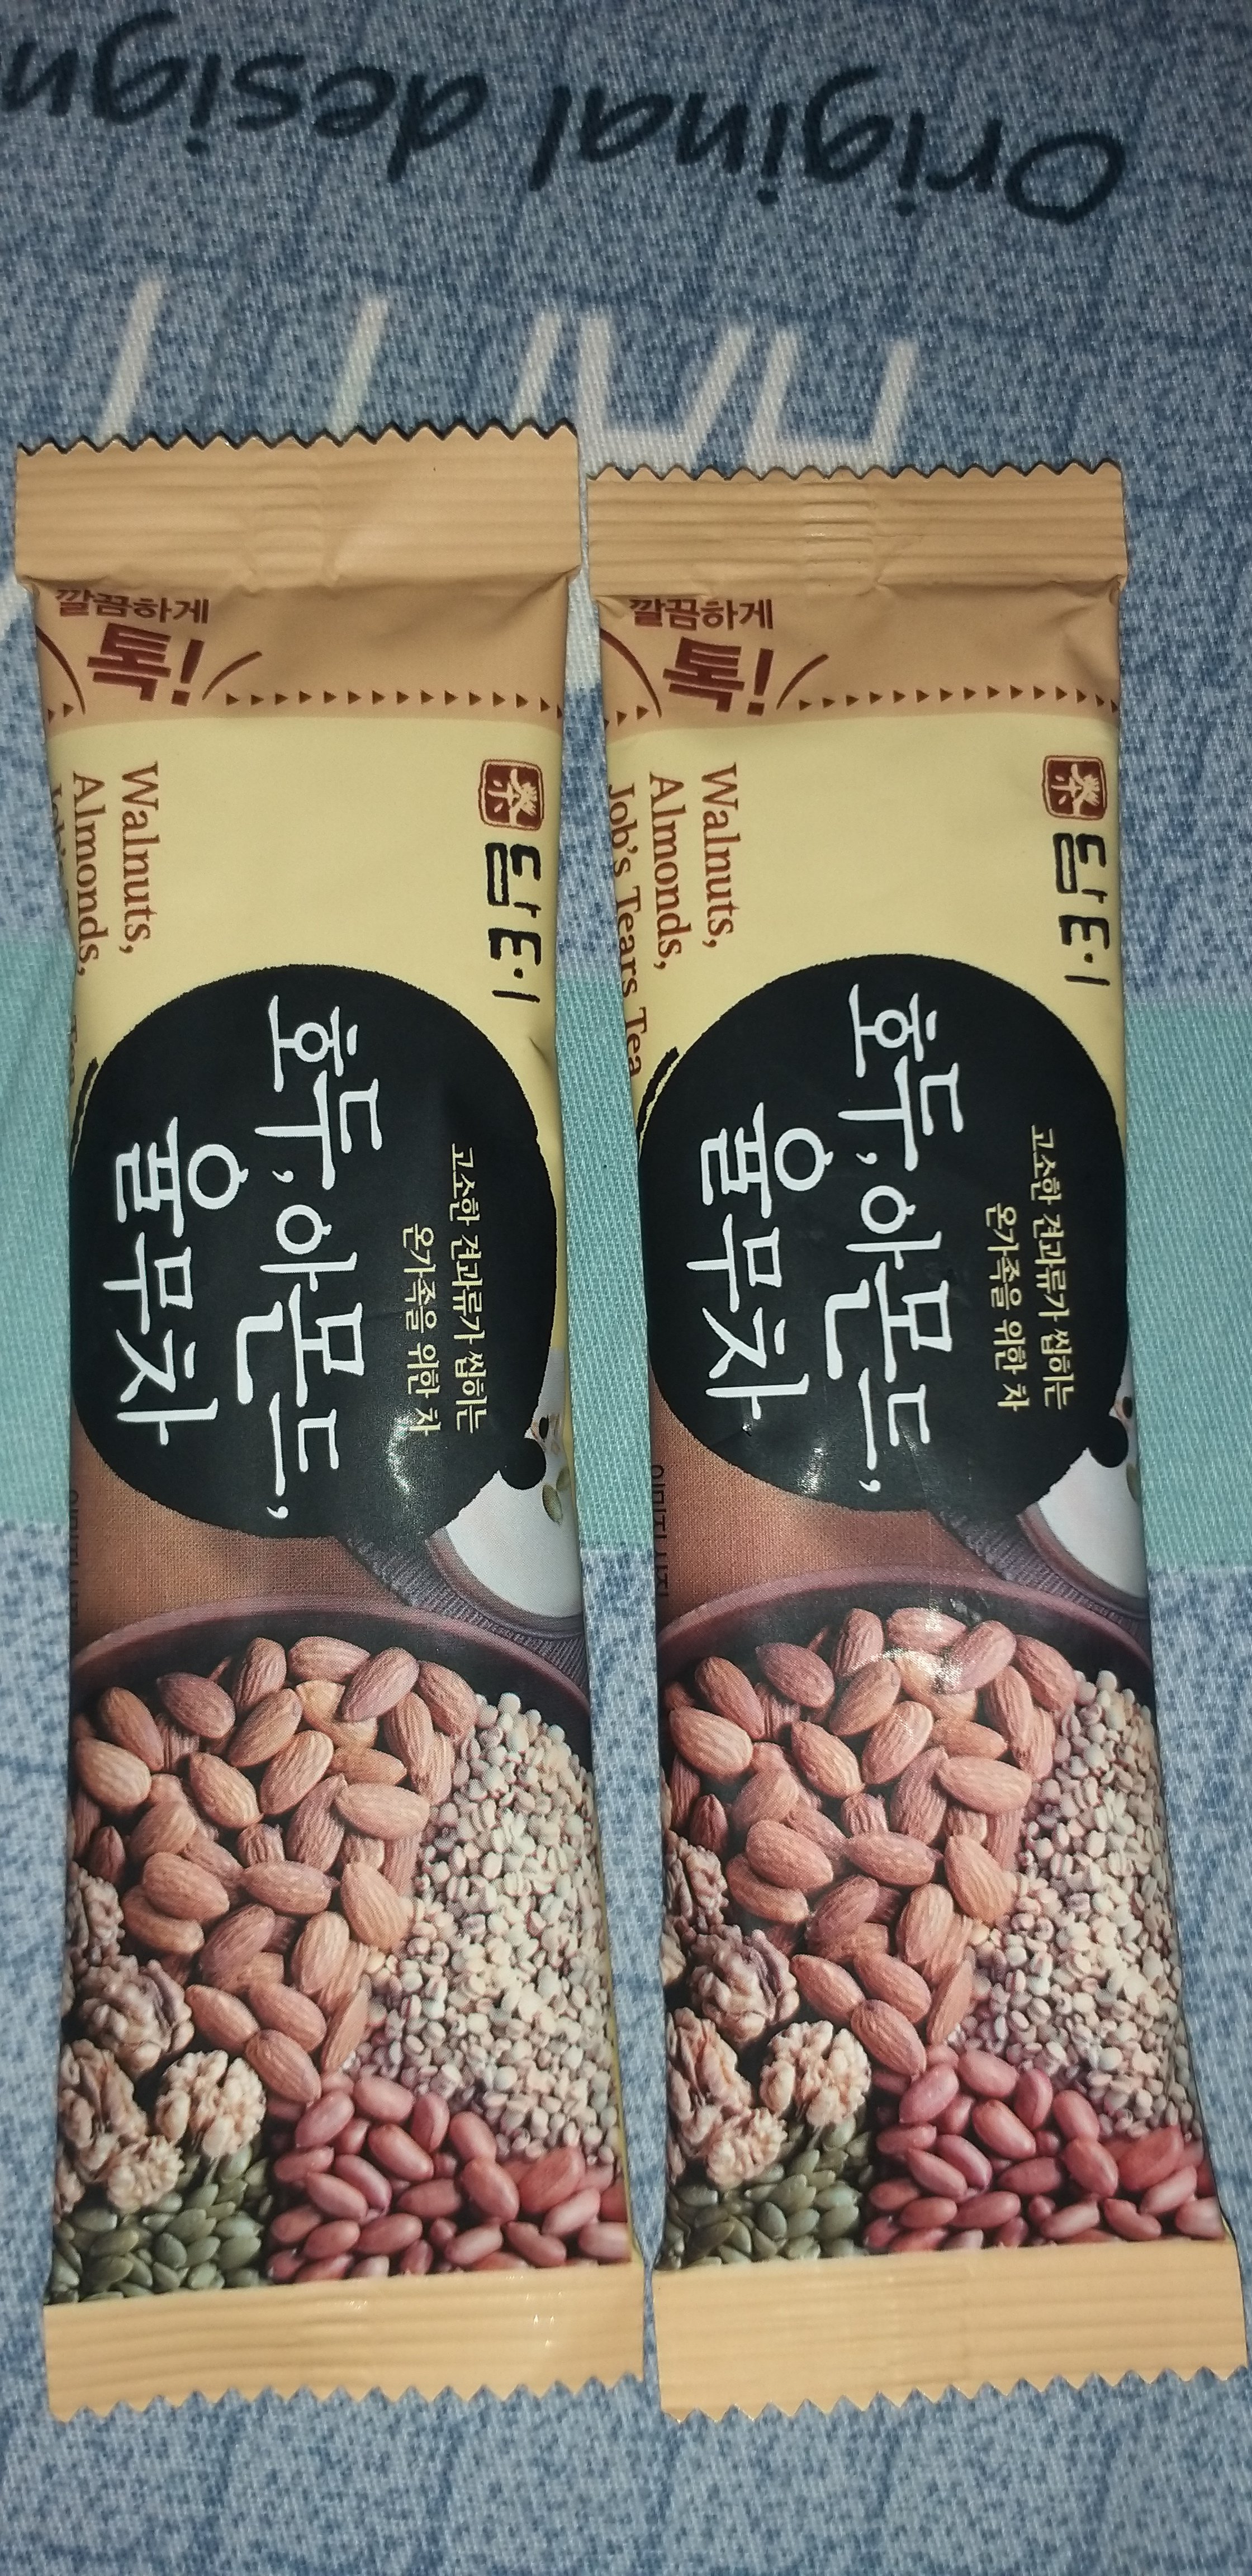 Original design
깔끔하게
톡!
담터
Walnuts,
Almonds,
고소한 견과류가 씹히는
온가족을 위한 차
호두, 아몬드,
율무차
깔끔하게
톡!
담터
Walnuts,
Almonds,
Job's Tears Tea
고소한 견과류가 씹히는
온가족을 위한 차
호두, 아몬드,
율무차